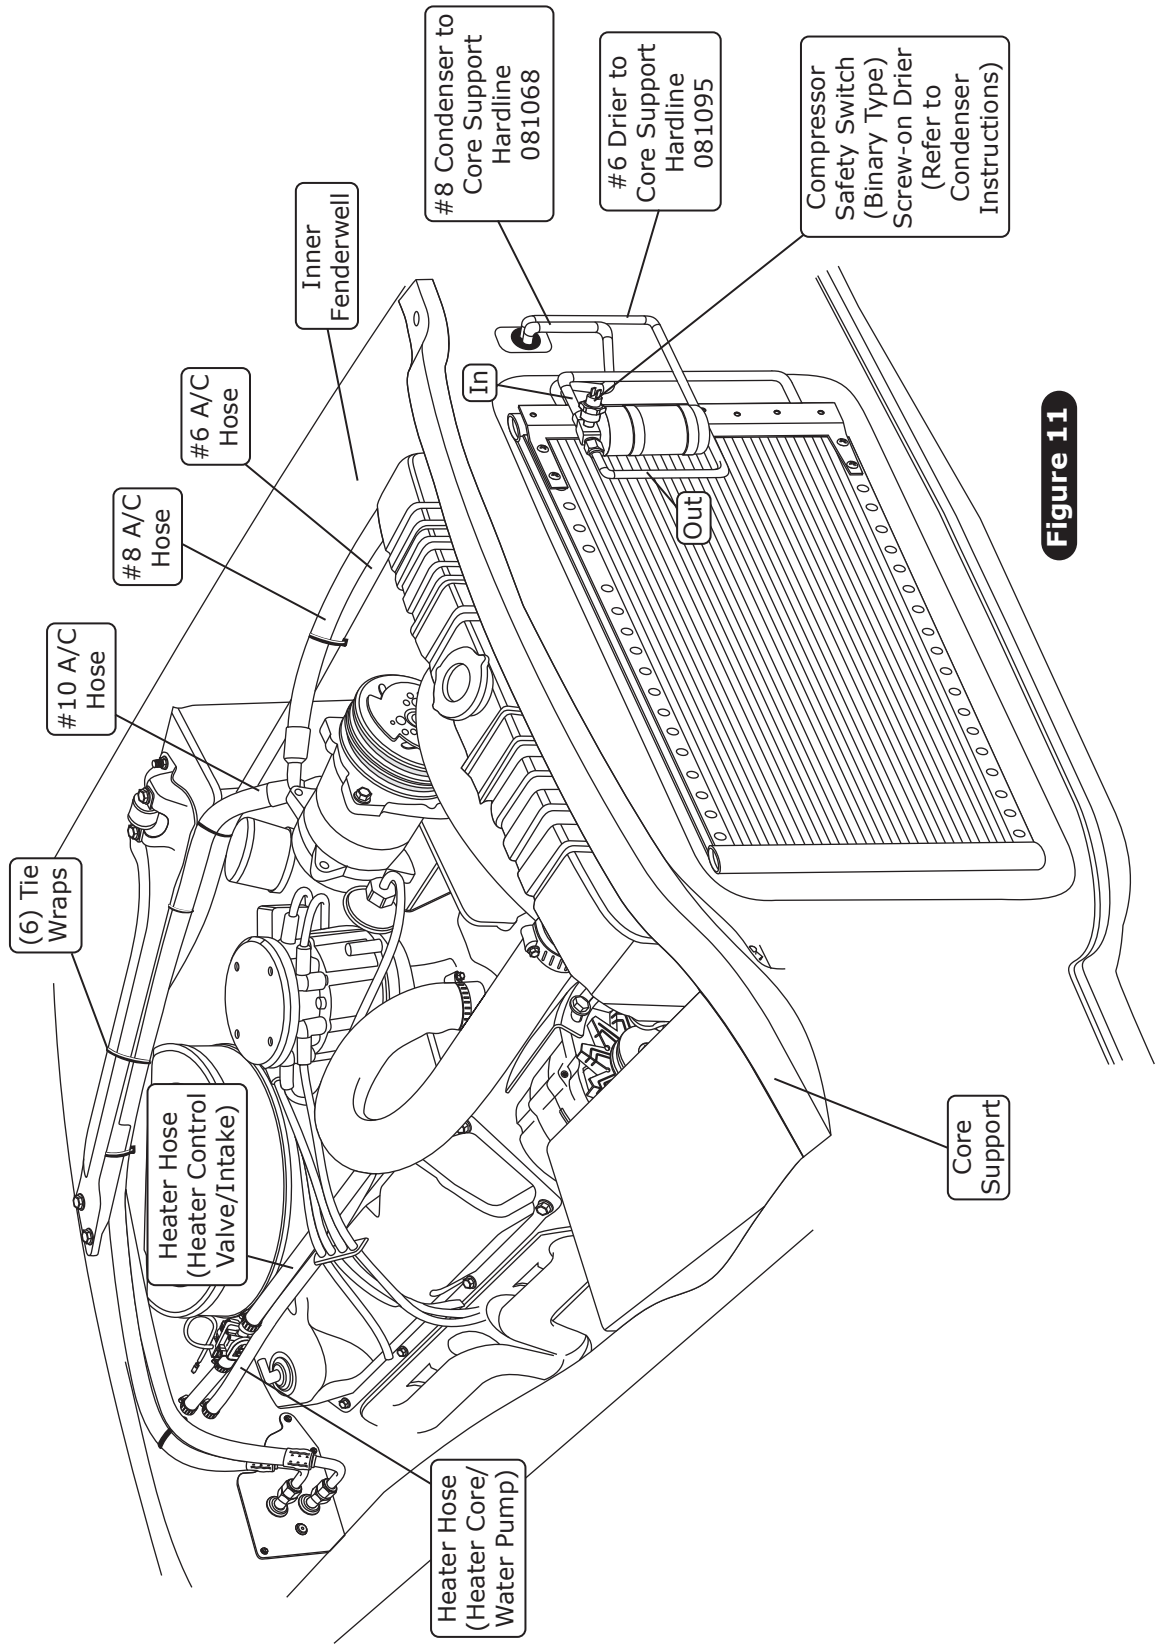 (6) Tie
Wraps
#10 A/C
Hose
#8 A/C
Hose
Heater Hose
(Heater Control
Valve/Intake)
#6 A/C
Hose
Inner
Fenderwell
#8 Condenser to
Core Support
Hardline
081068
Heater Hose
(Heater Core/
Water Pump)
In
#6 Drier to
Core Support
Hardline
081095
Out
Compressor
Safety Switch
(Binary Type)
Screw-on Drier
(Refer to
Condenser
Instructions)
Core
Support
Figure 11